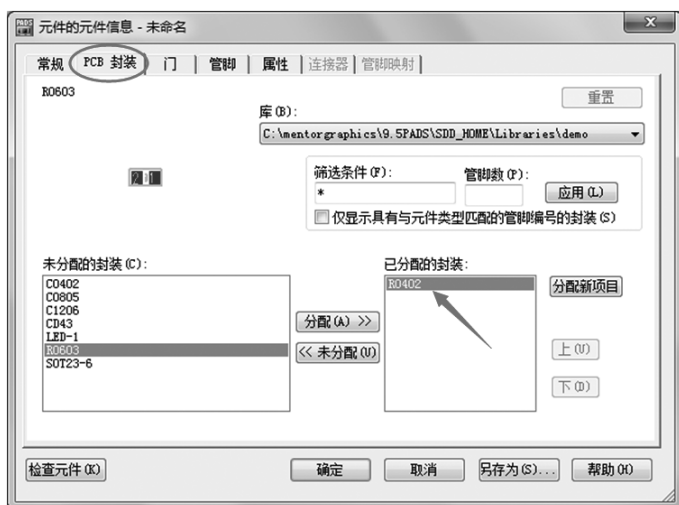 元件的元件信息 - 未命名
常规 PCB 封装 门 管脚 属性 连接器 管脚映射
R0603
重置
库(B):
C:\mentorgraphics\9.5PADS\SDD_HOME\Libraries\demo
筛选条件(F): 管脚数(P):
* 应用(L)
仅显示具有与元件类型匹配的管脚编号的封装(S)
未分配的封装(C): 已分配的封装:
C0402
C0805
C1206
CD43
LED-1
R0603
SOT23-6
分配(A) >>
<< 未分配(U)
R0402
分配新项目
上(U)
下(D)
检查元件(K) 确定 取消 另存为(S)... 帮助(H)